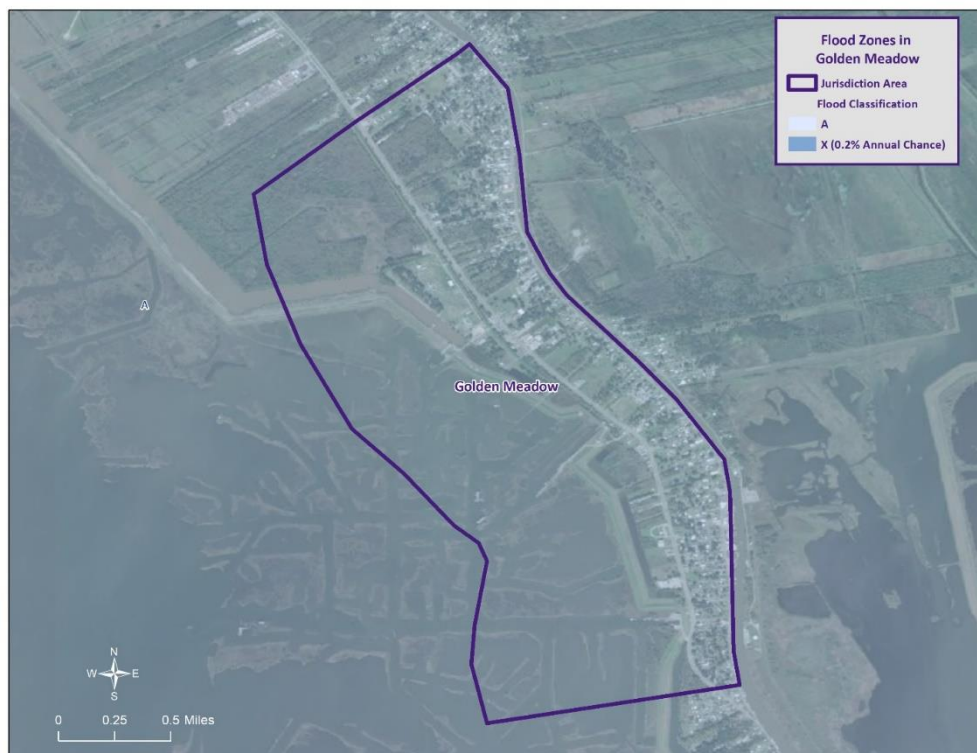 Flood Zones in
Golden Meadow
Jurisdiction Area
Flood Classification
A
X (0.2% Annual Chance)
A
Golden Meadow
N
W E
S
0 0.25 0.5 Miles